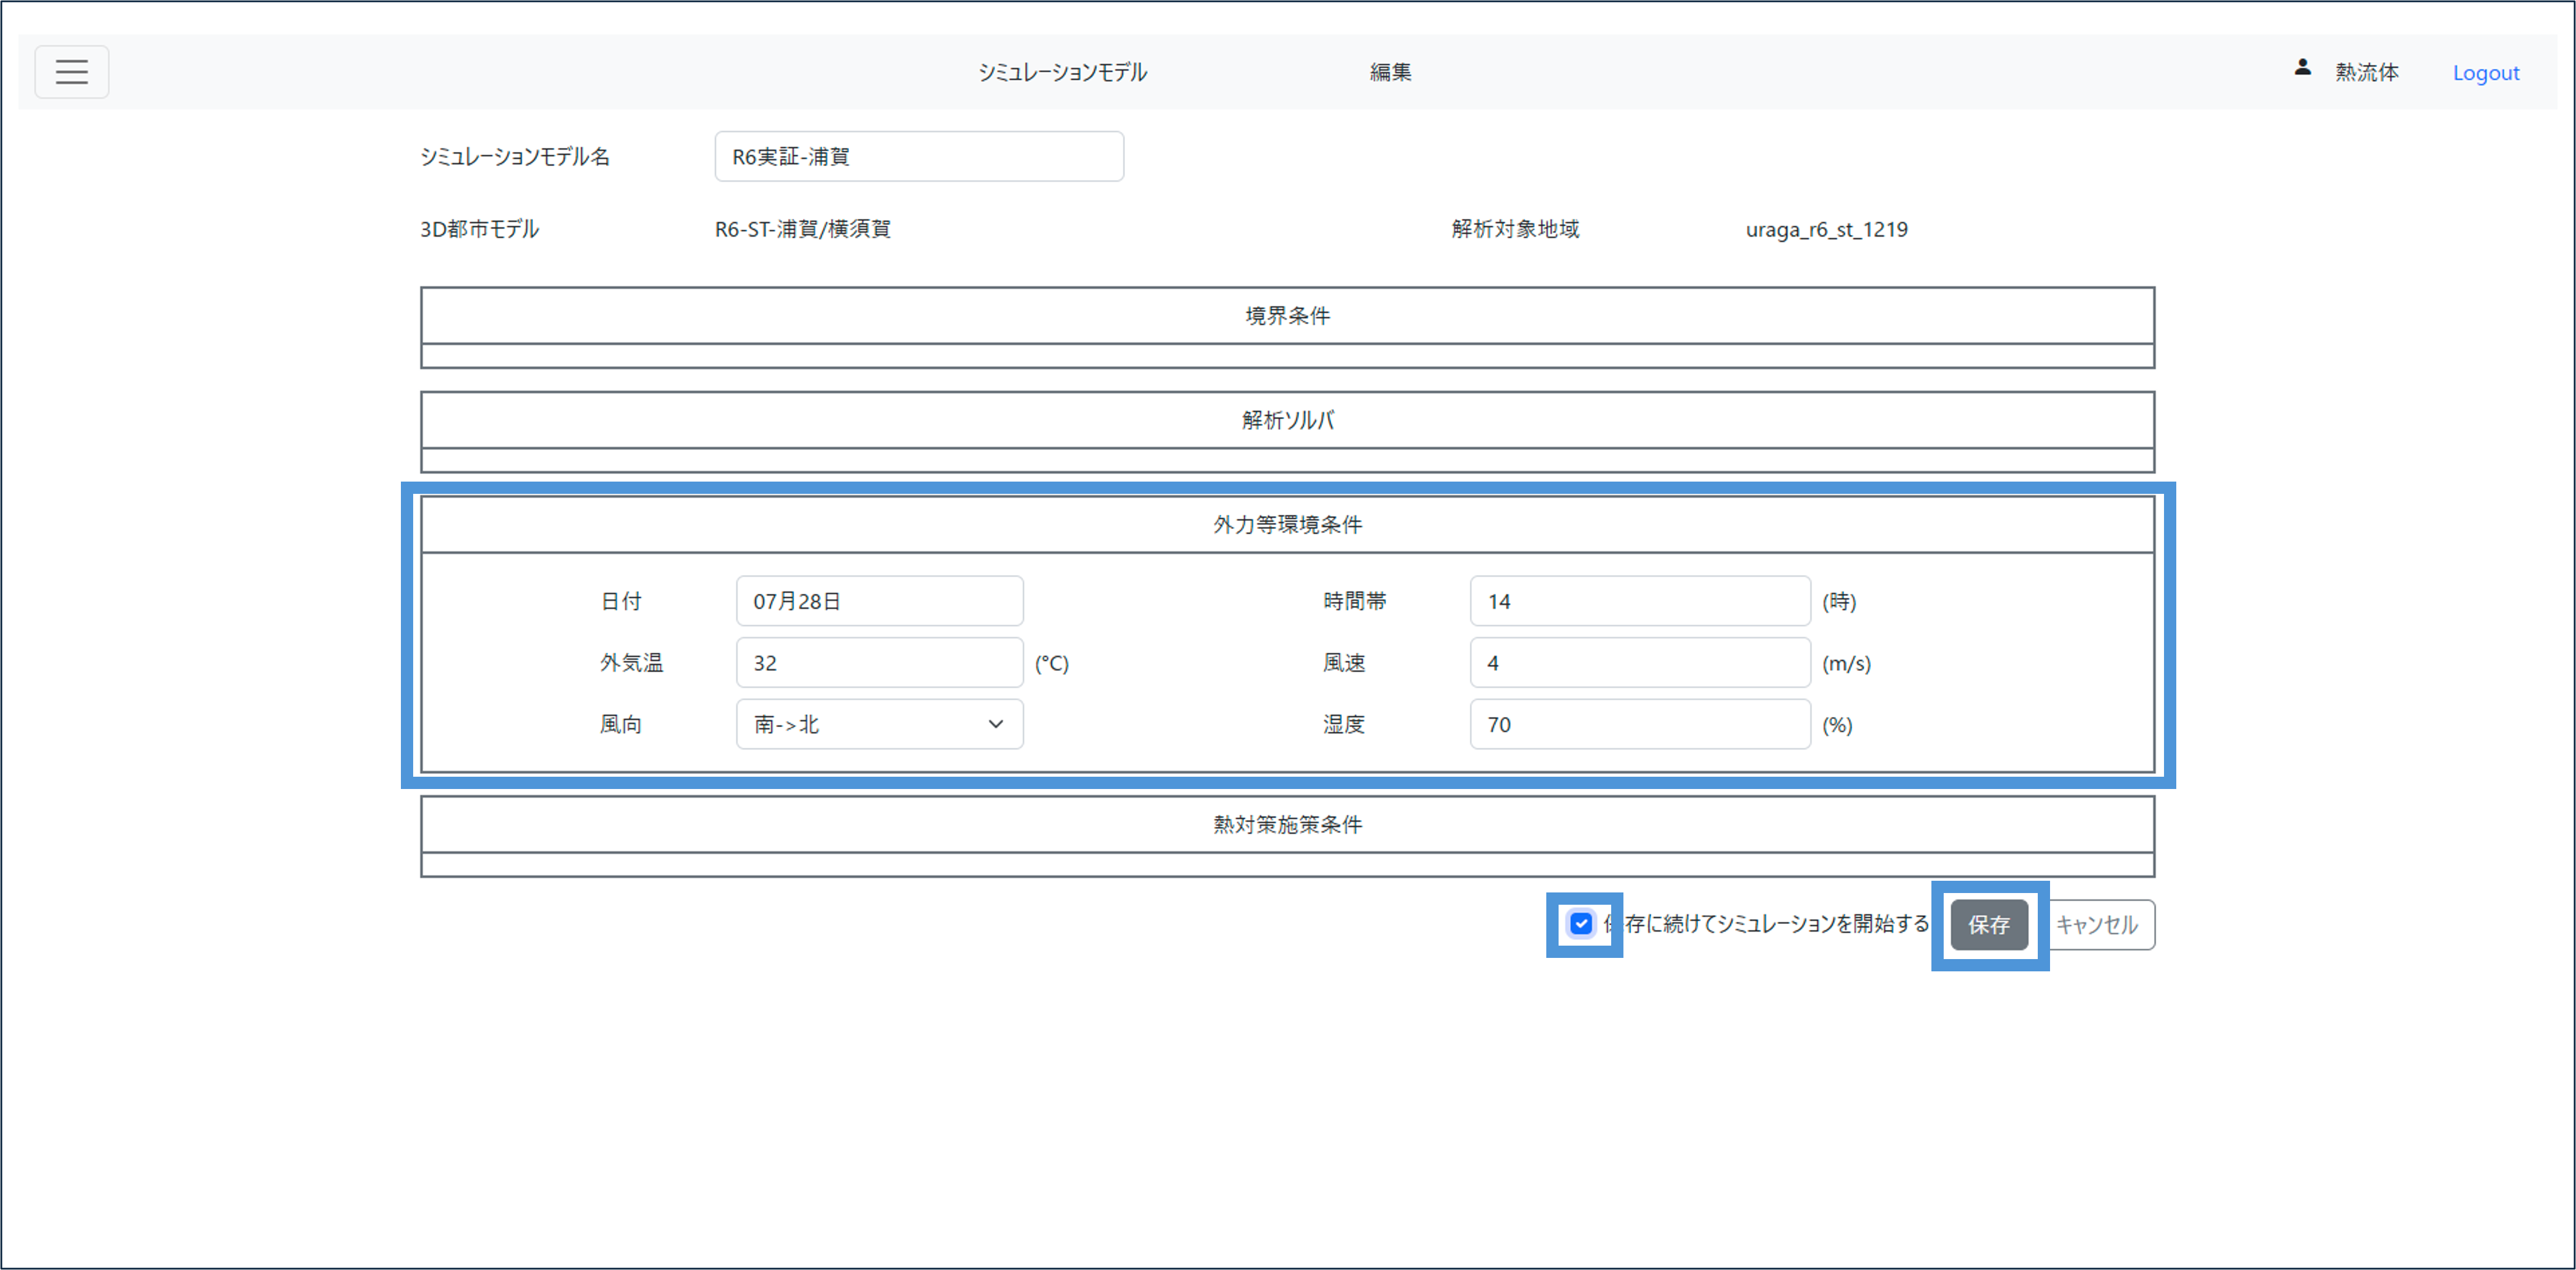 シミュレーションモデル 編集 熱流体 Logout
シミュレーションモデル名 R6実証-浦賀
3D都市モデル R6-ST-浦賀/横須賀 解析対象地域 uraga_r6_st_1219
境界条件
解析ソルバ
外力等環境条件
日付 07月28日 時間帯 14 (時)
外気温 32 (°C) 風速 4 (m/s)
風向 南->北 湿度 70 (%)
熱対策施策条件
保存に続けてシミュレーションを開始する 保存 キャンセル